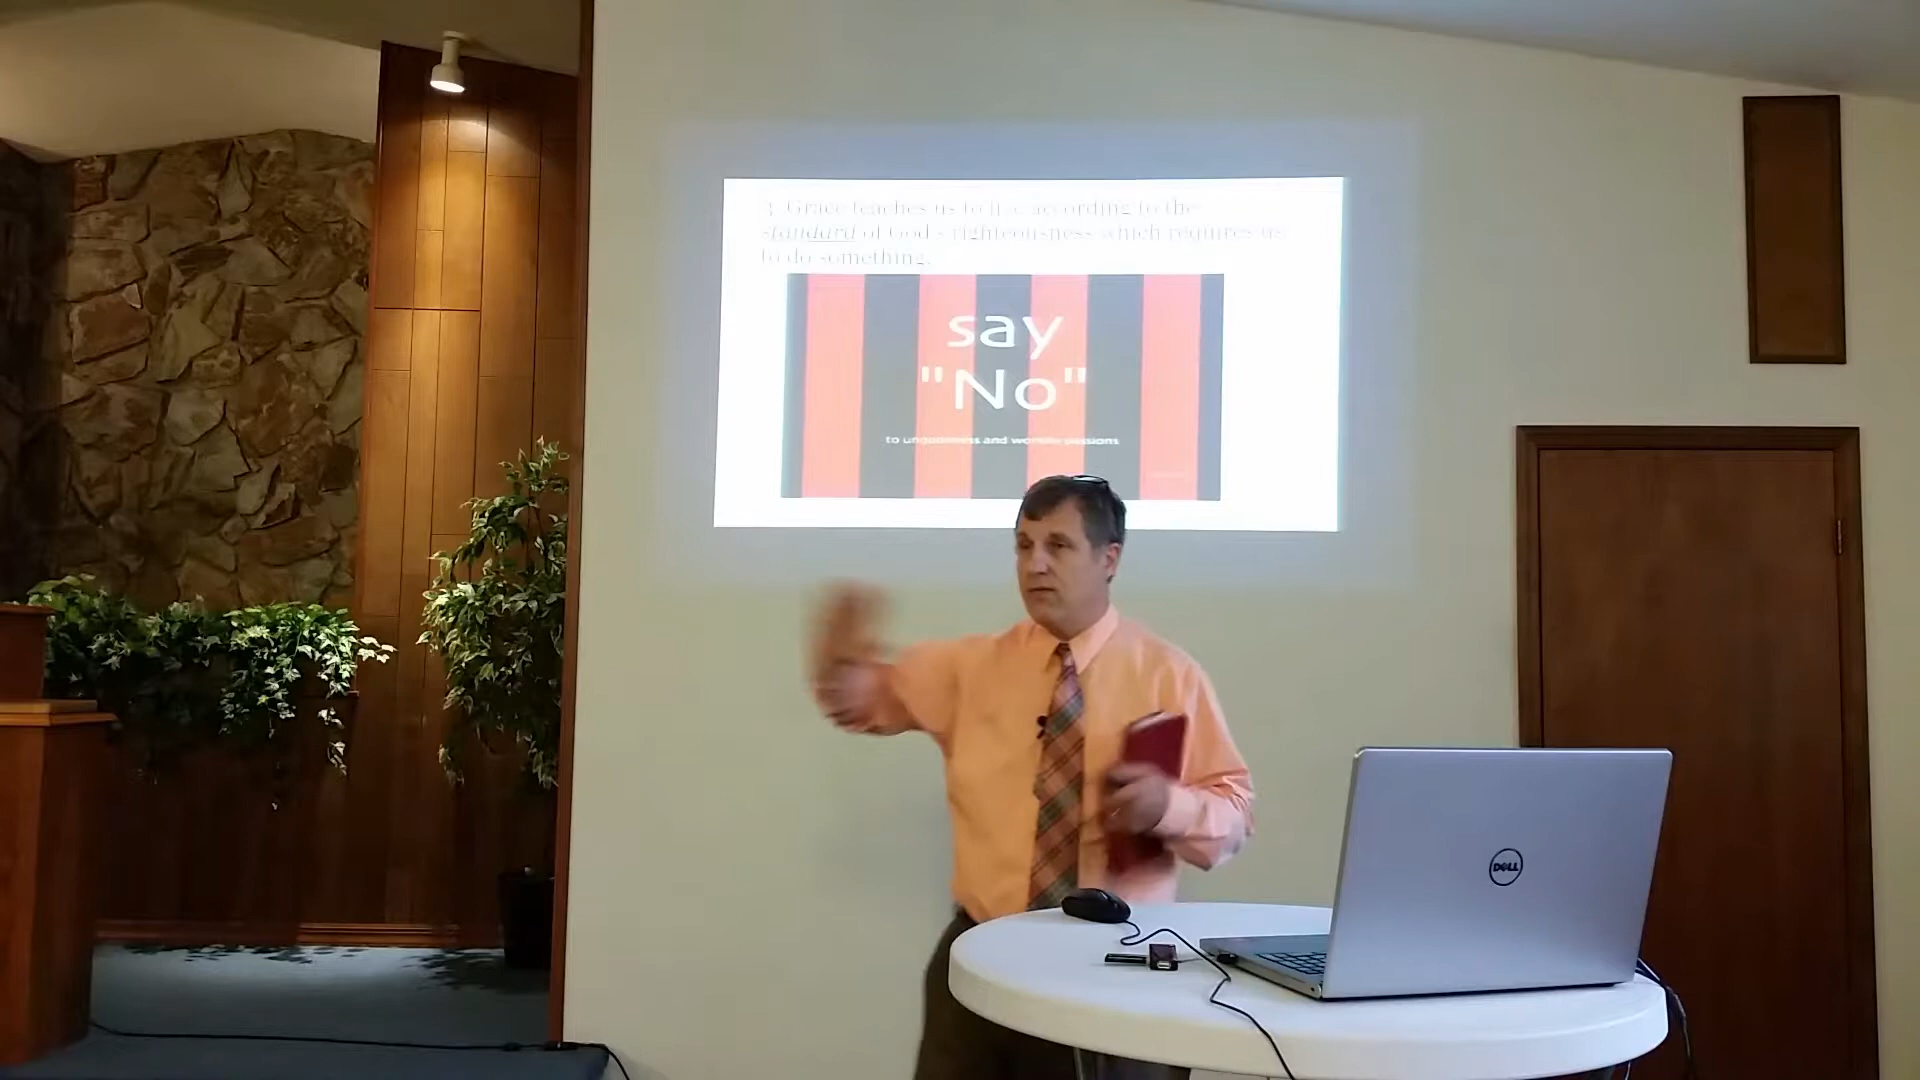 Grace teaches us to live according to the
standard of God's righteousness which requires us
to do something.
say
"No"
to ungodliness and worldly passions
DELL